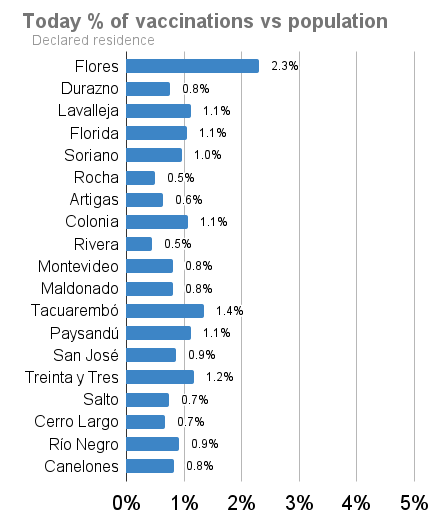 Today % of vaccinations vs population
Declared residence
Flores 2.3%
Durazno 0.8%
Lavalleja 1.1%
Florida 1.1%
Soriano 1.0%
Rocha 0.5%
Artigas 0.6%
Colonia 1.1%
Rivera 0.5%
Montevideo 0.8%
Maldonado 0.8%
Tacuarembó 1.4%
Paysandú 1.1%
San José 0.9%
Treinta y Tres 1.2%
Salto 0.7%
Cerro Largo 0.7%
Río Negro 0.9%
Canelones 0.8%
0% 1% 2% 3% 4% 5%